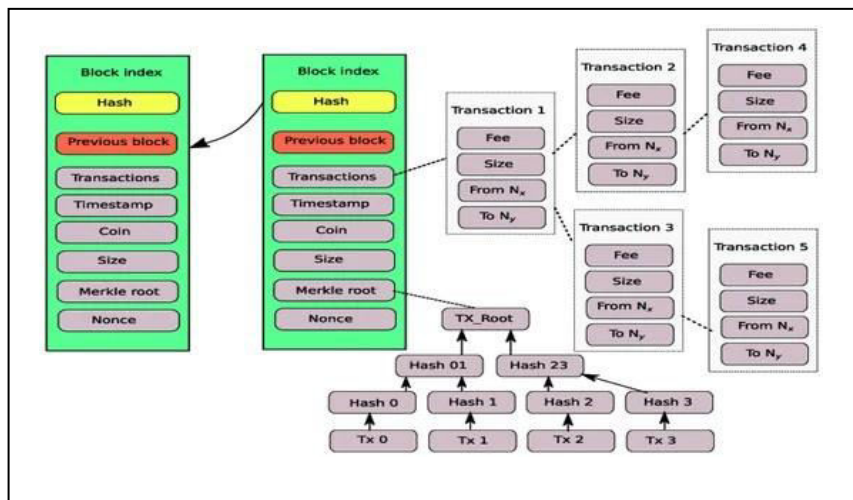 Block index
Hash
Previous block
Transactions
Timestamp
Coin
Size
Merkle root
Nonce
Block index
Hash
Previous block
Transactions
Timestamp
Coin
Size
Merkle root
Nonce
Transaction 1
Fee
Size
From Nx
To Ny
Transaction 2
Fee
Size
From Nx
To Ny
Transaction 4
Fee
Size
From Nx
To Ny
Transaction 3
Fee
Size
From Nx
To Ny
Transaction 5
Fee
Size
From Nx
To Ny
TX_Root
Hash 01
Hash 23
Hash 0
Hash 1
Hash 2
Hash 3
Tx 0
Tx 1
Tx 2
Tx 3